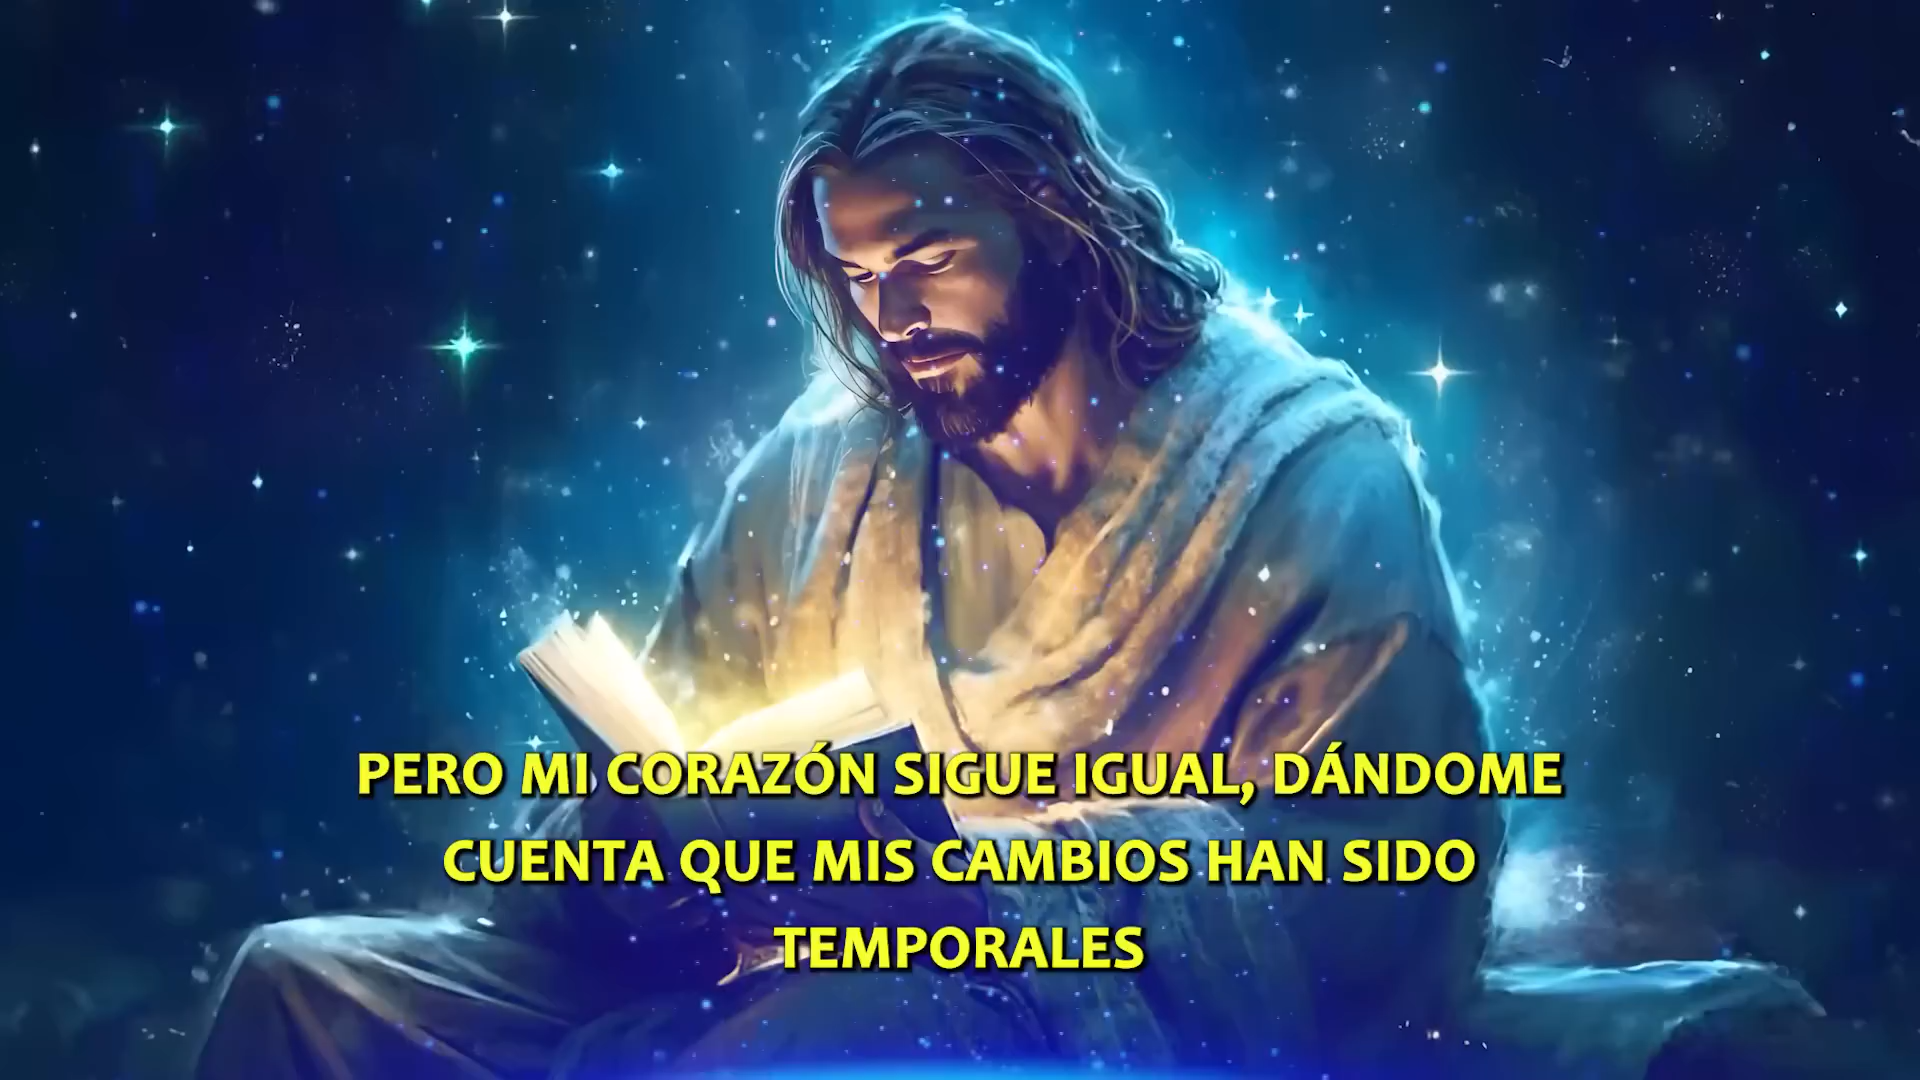 PERO MI CORAZÓN SIGUE IGUAL, DÁNDOME
CUENTA QUE MIS CAMBIOS HAN SIDO
TEMPORALES